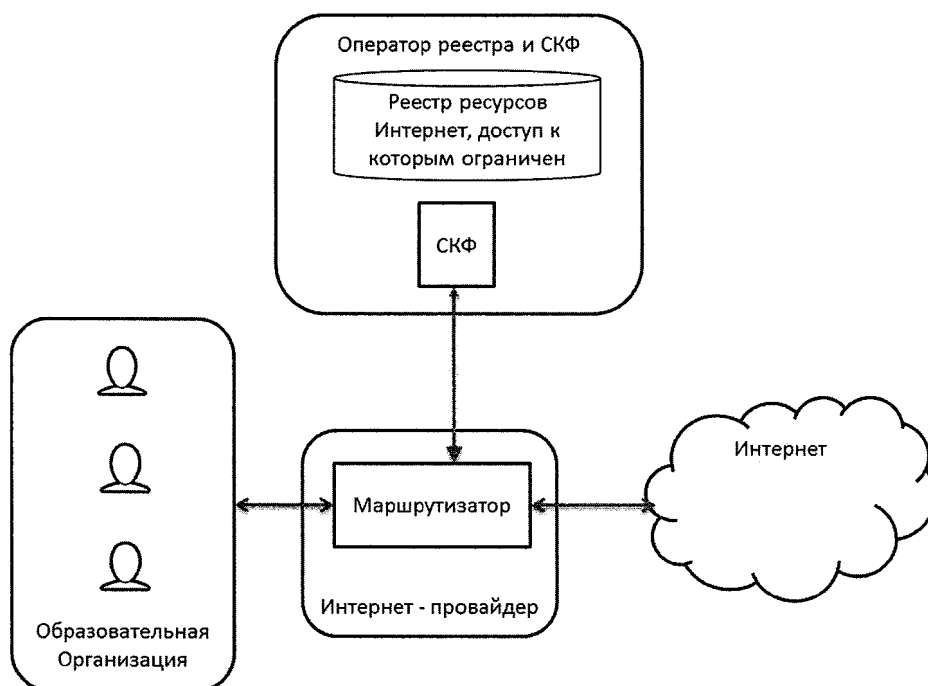 Оператор реестра и СКФ
Реестр ресурсов
Интернет, доступ к
которым ограничен
СКФ
Интернет
Маршрутизатор
Интернет - провайдер
Образовательная
Организация